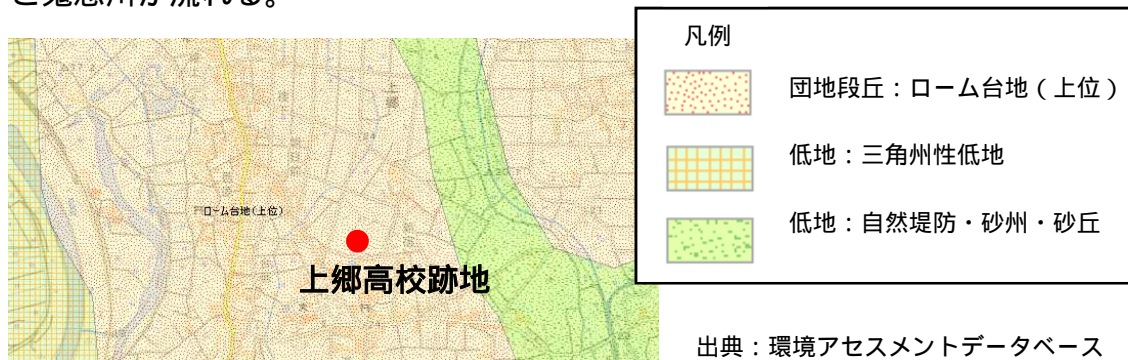 と鬼怒川が流れる。
凡例
団地段丘：ローム台地（上位）
低地：三角州性低地
低地：自然堤防・砂州・砂丘
上郷
ローム台地(上位)
上郷高校跡地
出典：環境アセスメントデータベース